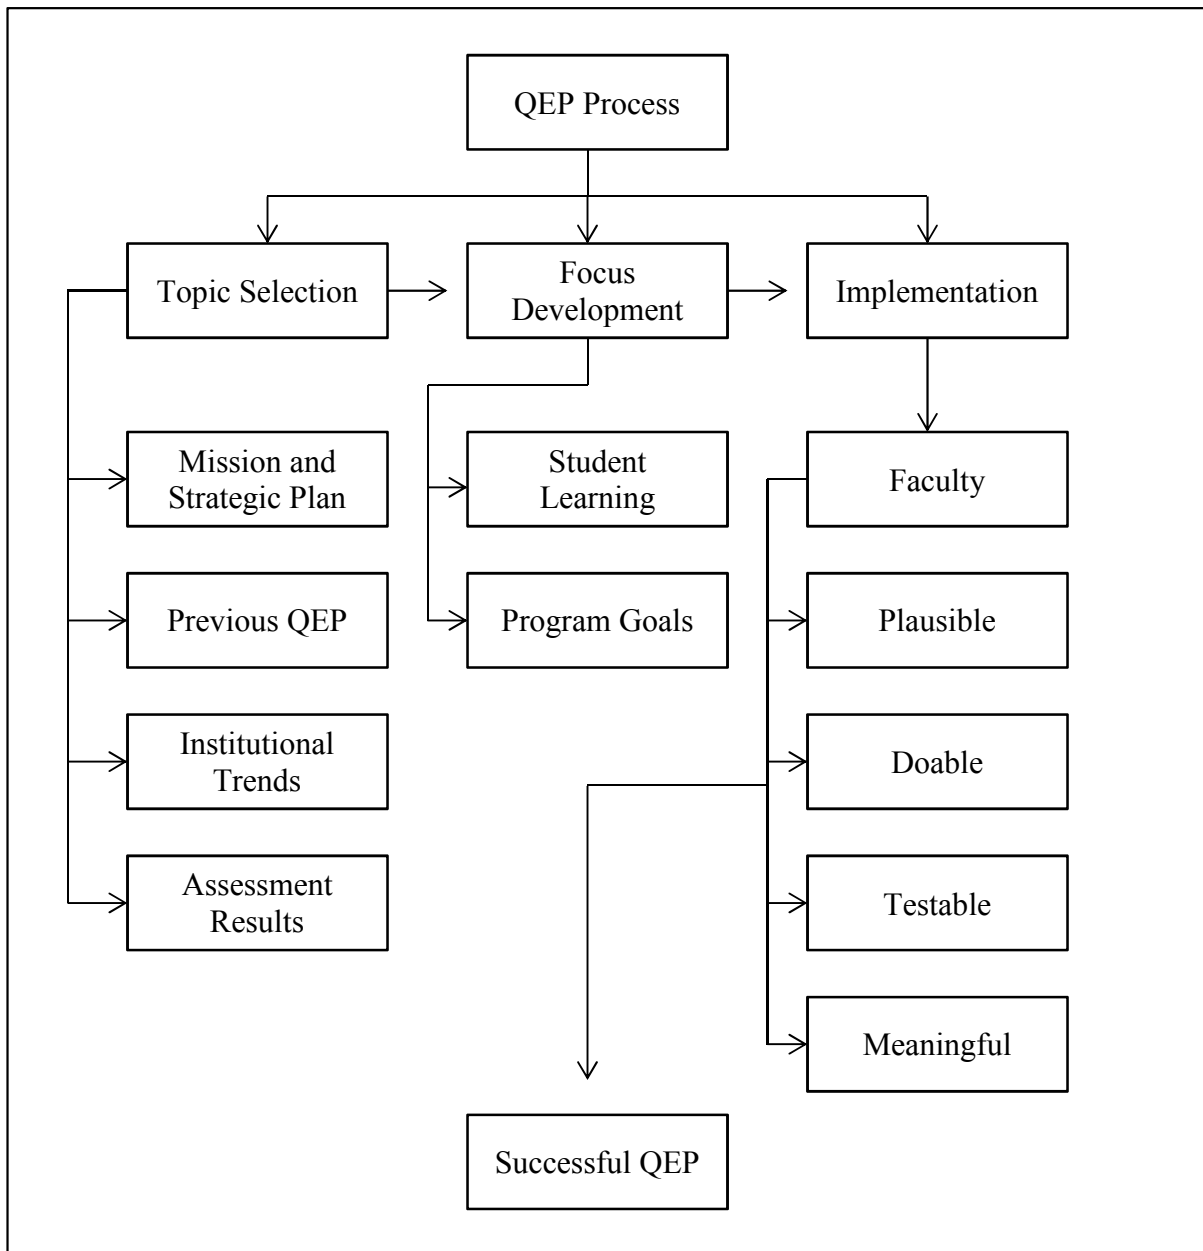 QEP Process
Topic Selection
Focus
Development
Implementation
Mission and
Strategic Plan
Student
Learning
Faculty
Previous QEP
Program Goals
Plausible
Institutional
Trends
Doable
Assessment
Results
Testable
Meaningful
Successful QEP